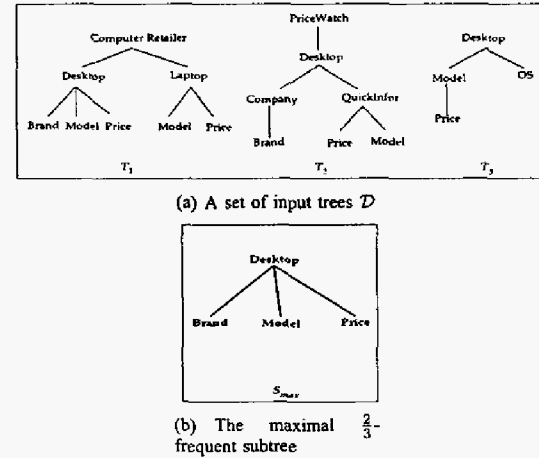 PriceWatch
Computer Retailer
Desktop
Desktop
Desktop
Laptop
Model
OS
Company
QuickInfor
Brand Model Price
Model Price
Price
Brand
Price
Model
T1
T2
T3
(a) A set of input trees D
Desktop
Brand
Model
Price
Smax
(b) The maximal 2/3-
frequent subtree